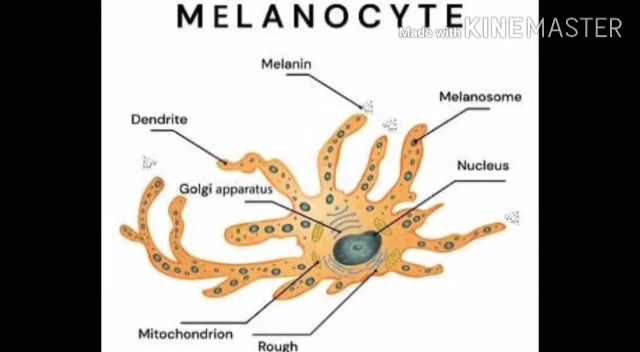 MELANOCYTE
Made with KINEMASTER
Melanin
Melanosome
Dendrite
Nucleus
Golgi apparatus
Mitochondrion
Rough